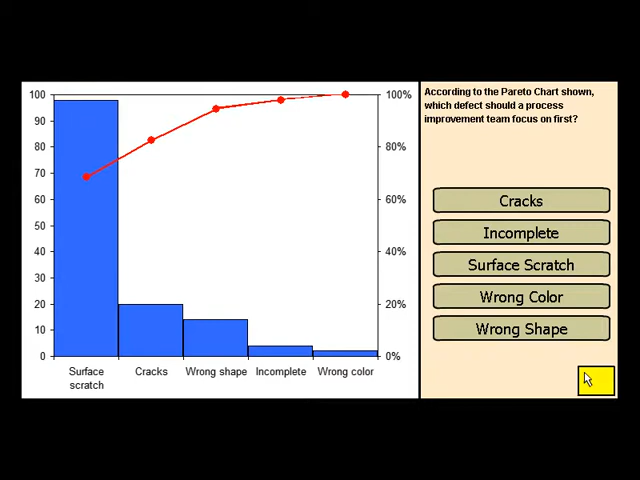 According to the Pareto Chart shown,
which defect should a process
improvement team focus on first?
100
90
80
70
60
50
40
30
20
10
0
100%
80%
60%
40%
20%
0%
Surface
scratch
Cracks
Wrong shape
Incomplete
Wrong color
Cracks
Incomplete
Surface Scratch
Wrong Color
Wrong Shape